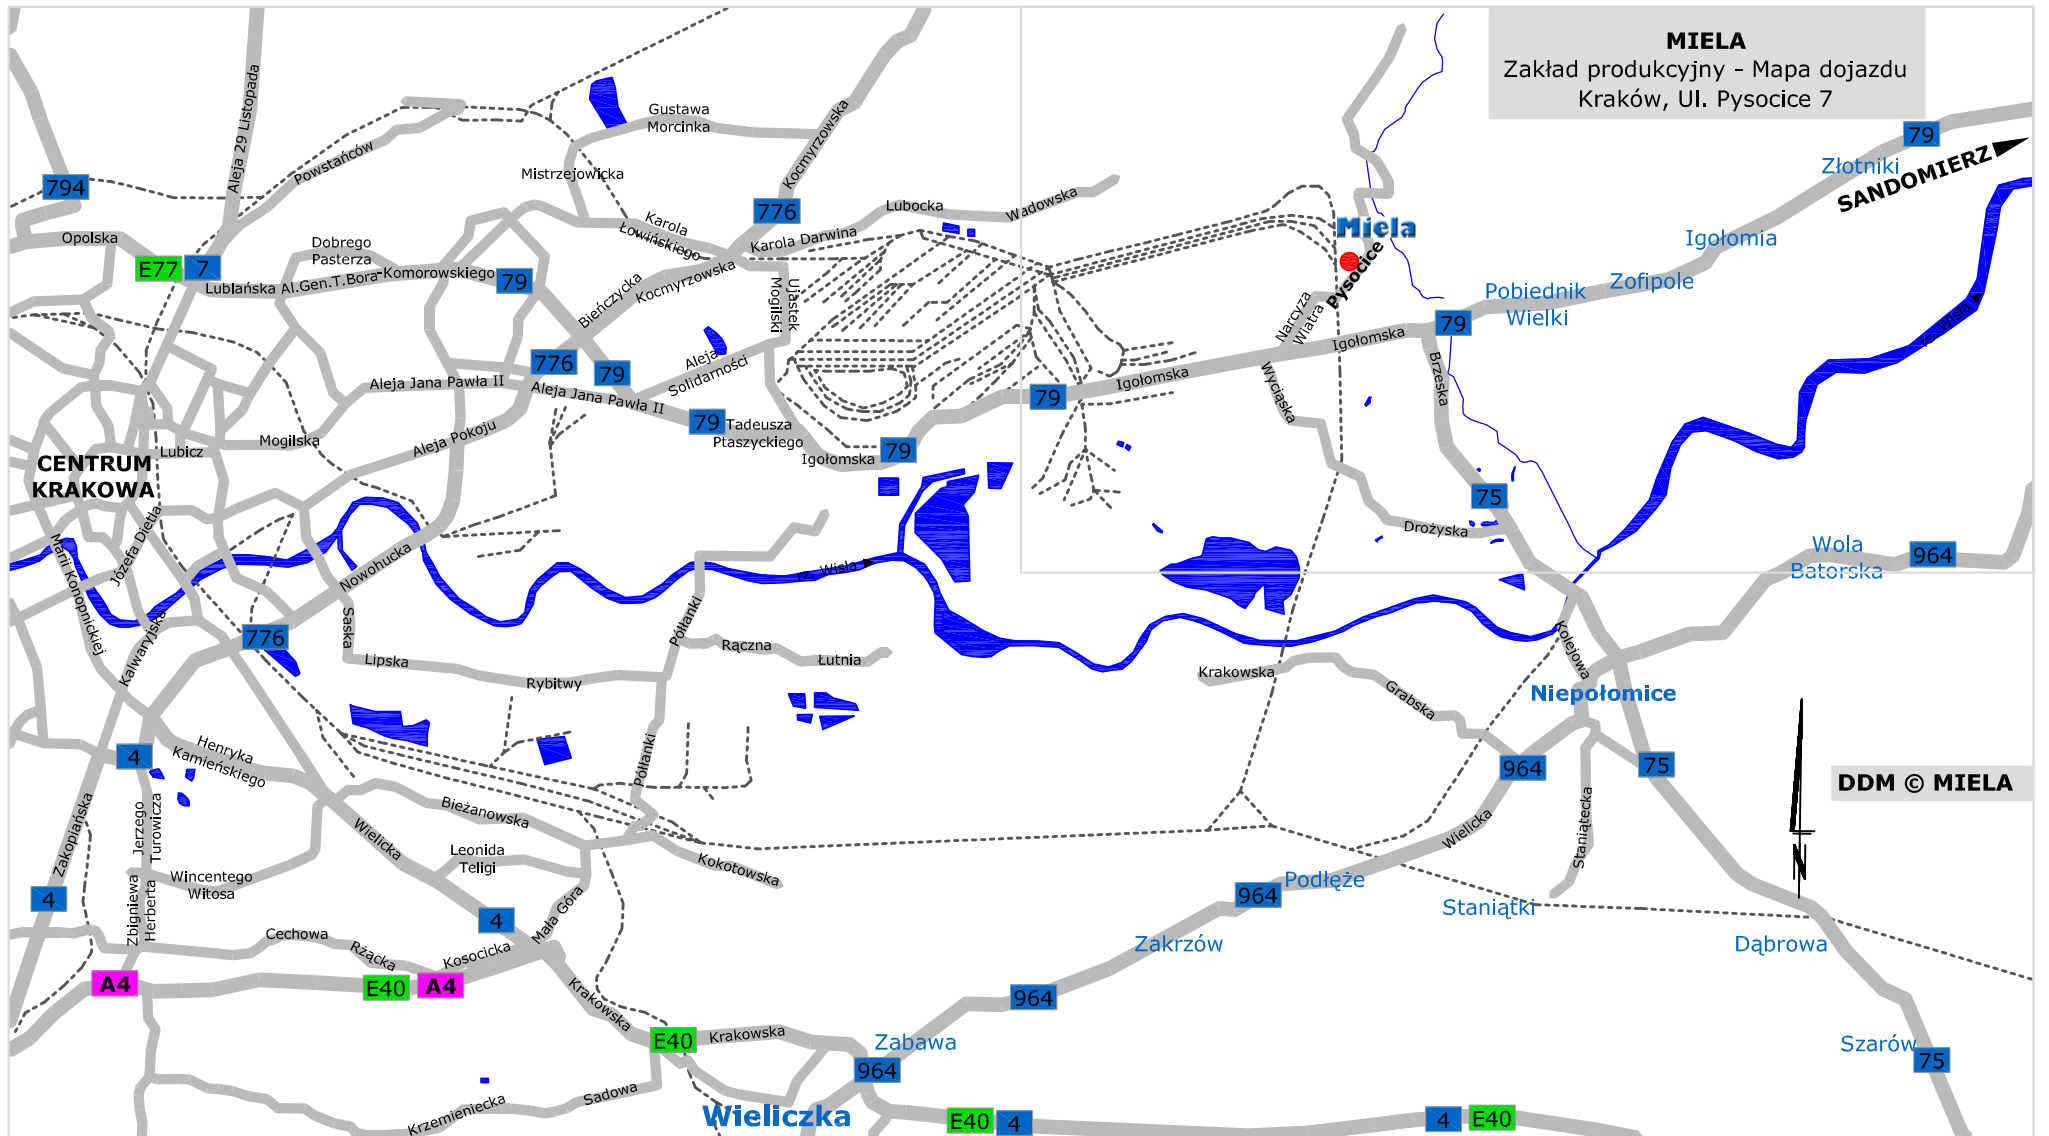 MIELA
Zakład produkcyjny - Mapa dojazdu
Kraków, Ul. Pysocice 7
Aleja 29 Listopada
Gustawa
Morcinka
Kocmyrzowska
79
Złotniki
SANDOMIERZ
Powstańców
Mistrzejowicka
794
776
Lubocka
Wadowska
Karola
Łowińskiego
Karola Darwina
Miela
Pysocice
Igołomia
Opolska
Dobrego
Pasterza
E77
7
Lublańska
Al.Gen.T.Bora-Komorowskiego
79
Bieńczycka
Kocmyrzowska
Ujastek
Mogilski
Zofipole
Pobiednik
Wielki
79
Narcyza
Wiatra
Igołomska
rz. Wisła
776
79
Aleja
Solidarności
Aleja Jana Pawła II
Aleja Jana Pawła II
79
Tadeusza
Ptaszyckiego
79
Igołomska
Wyciąska
Brzeska
Mogilska
Aleja Pokoju
Lubicz
Igołomska
79
CENTRUM
KRAKOWA
75
Józefa Dietla
Marii Konopnickiej
Nowohucka
Drożyska
Wola
Batorska
964
rz. Wisła
776
Saska
Kalwaryjska
Półłanki
Rączna
Łutnia
Lipska
Rybitwy
Krakowska
Grabska
Kolejowa
Niepołomice
4
Henryka
Kamieńskiego
Półłanki
964
75
DDM © MIELA
Zakopiańska
Jerzego
Turowicza
Bieżanowska
Wielicka
Wielicka
Staniątecka
N
Leonida
Teligi
Kokotowska
Wincentego
Witosa
4
Zbigniewa
Herberta
4
Mała Góra
964
Podłęże
Staniątki
Cechowa
Rżącka
Kosocicka
Zakrzów
Dąbrowa
A4
E40
A4
Krakowska
964
E40
Krakowska
Zabawa
964
Szarów
75
Sadowa
Krzemieniecka
Wieliczka
E40
4
4
E40